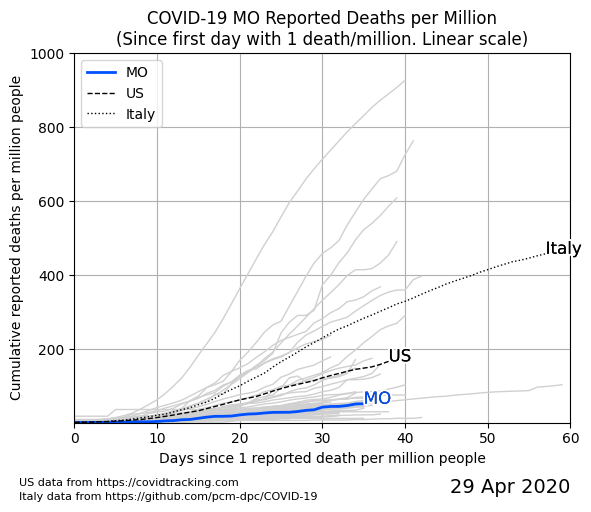 COVID-19 MO Reported Deaths per Million
(Since first day with 1 death/million. Linear scale)
Cumulative reported deaths per million people
1000
800
600
400
200
MO
US
Italy
Italy
US
MO
0
10
20
30
40
50
60
Days since 1 reported death per million people
US data from https://covidtracking.com
Italy data from https://github.com/pcm-dpc/COVID-19
29 Apr 2020